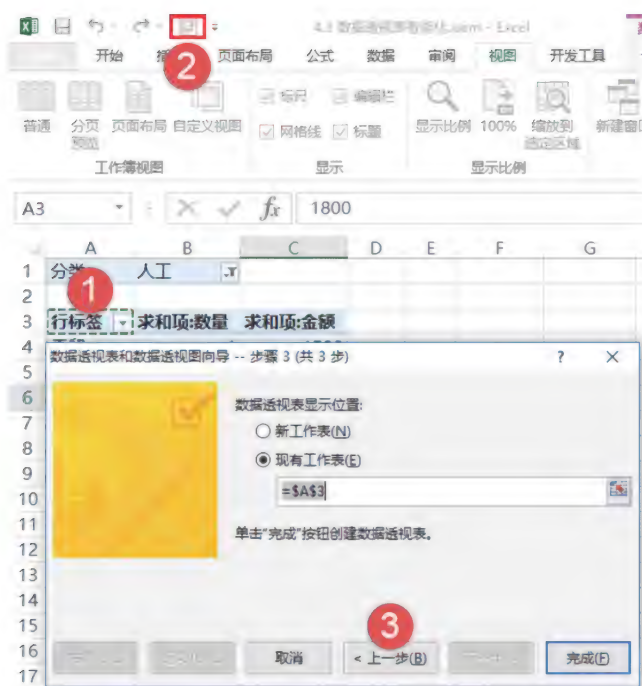 4.1 数据透视表 - Excel
开始 页面布局 公式 数据 审阅 视图 开发工具
2
标尺 编辑栏
普通 分页 页面布局 自定义视图 显示比例 100% 缩放到 新建窗口
预览 网格线 标题 选定区域
工作簿视图 显示 显示比例
A3 fx 1800
A B C D E F G
1 分类 人工
1
2
3 行标签 求和项:数量 求和项:金额
4
数据透视表和数据透视图向导 -- 步骤 3 (共 3 步) ? ×
5
6
数据透视表显示位置:
7 新工作表(N)
8
现有工作表(E)
9
10 =$A$3
11
单击"完成"按钮创建数据透视表。
12
13
14
15
3
16 取消 < 上一步(B) 完成(F)
17